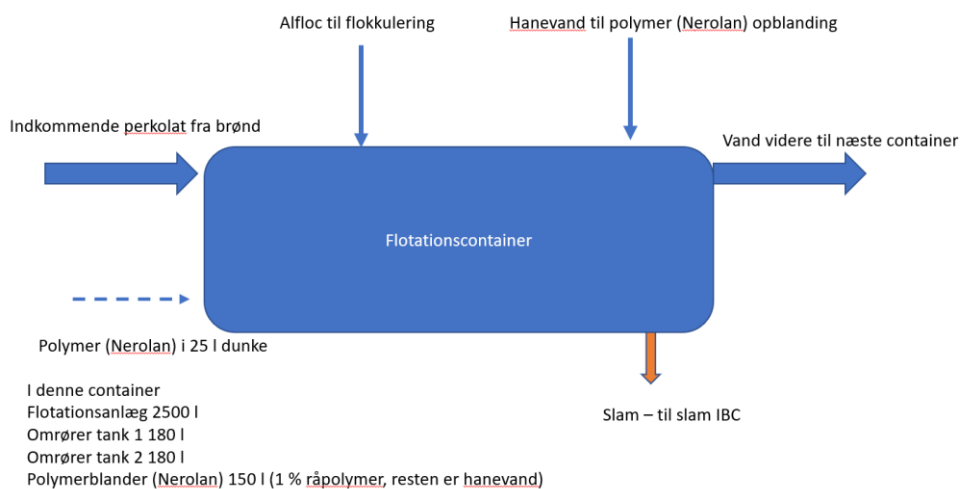 Alfloc til flokkulering
Hanevand til polymer (Nerolan) opblanding
Indkommende perkolat fra brønd
Vand videre til næste container
Flotationscontainer
Polymer (Nerolan) i 25 l dunke
I denne container
Flotationsanlæg 2500 l
Omrører tank 1 180 l
Omrører tank 2 180 l
Polymerblander (Nerolan) 150 l (1 % råpolymer, resten er hanevand)
Slam – til slam IBC